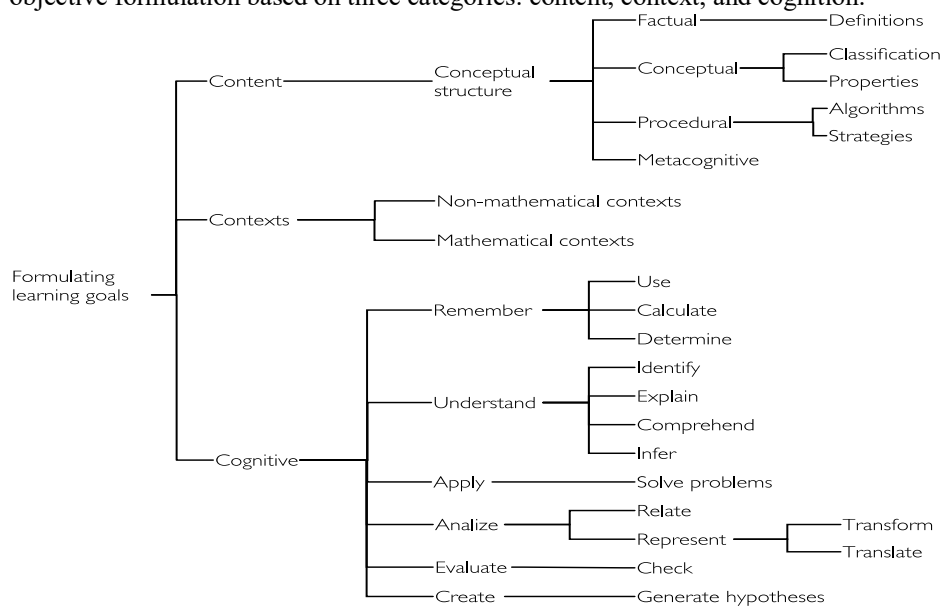 objective formulation based on three categories: content, context, and cognition.
Factual
Definitions
Content
Conceptual
structure
Conceptual
Classification
Properties
Procedural
Algorithms
Strategies
Metacognitive
Contexts
Non-mathematical contexts
Mathematical contexts
Formulating
learning goals
Cognitive
Remember
Use
Calculate
Determine
Understand
Identify
Explain
Comprehend
Infer
Apply
Solve problems
Analize
Relate
Represent
Transform
Translate
Evaluate
Check
Create
Generate hypotheses